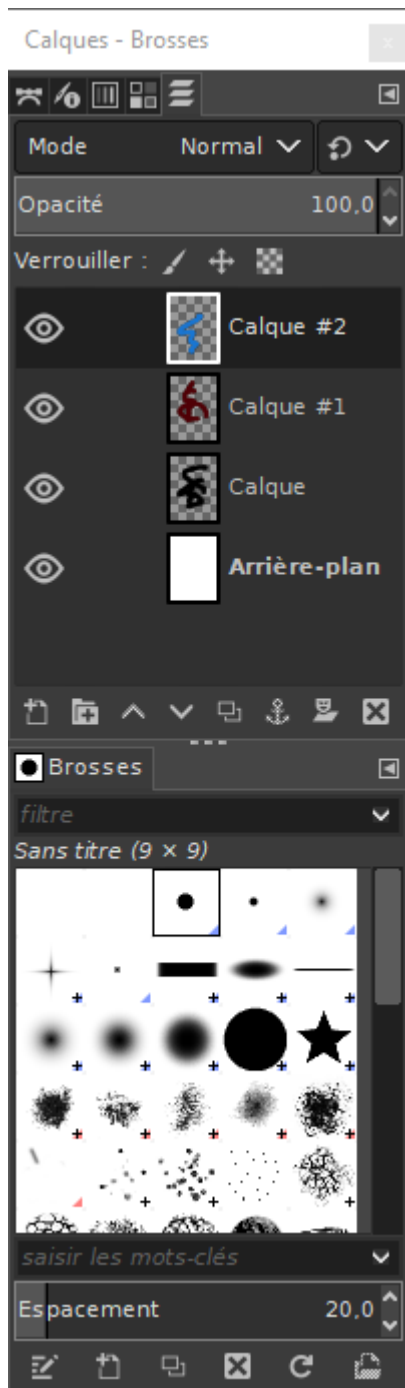 Calques - Brosses
x
Mode Normal
Opacité 100,0
Verrouiller :
Calque #2
Calque #1
Calque
Arrière-plan
Brosses
filtre
Sans titre (9 × 9)
saisir les mots-clés
Espacement 20,0